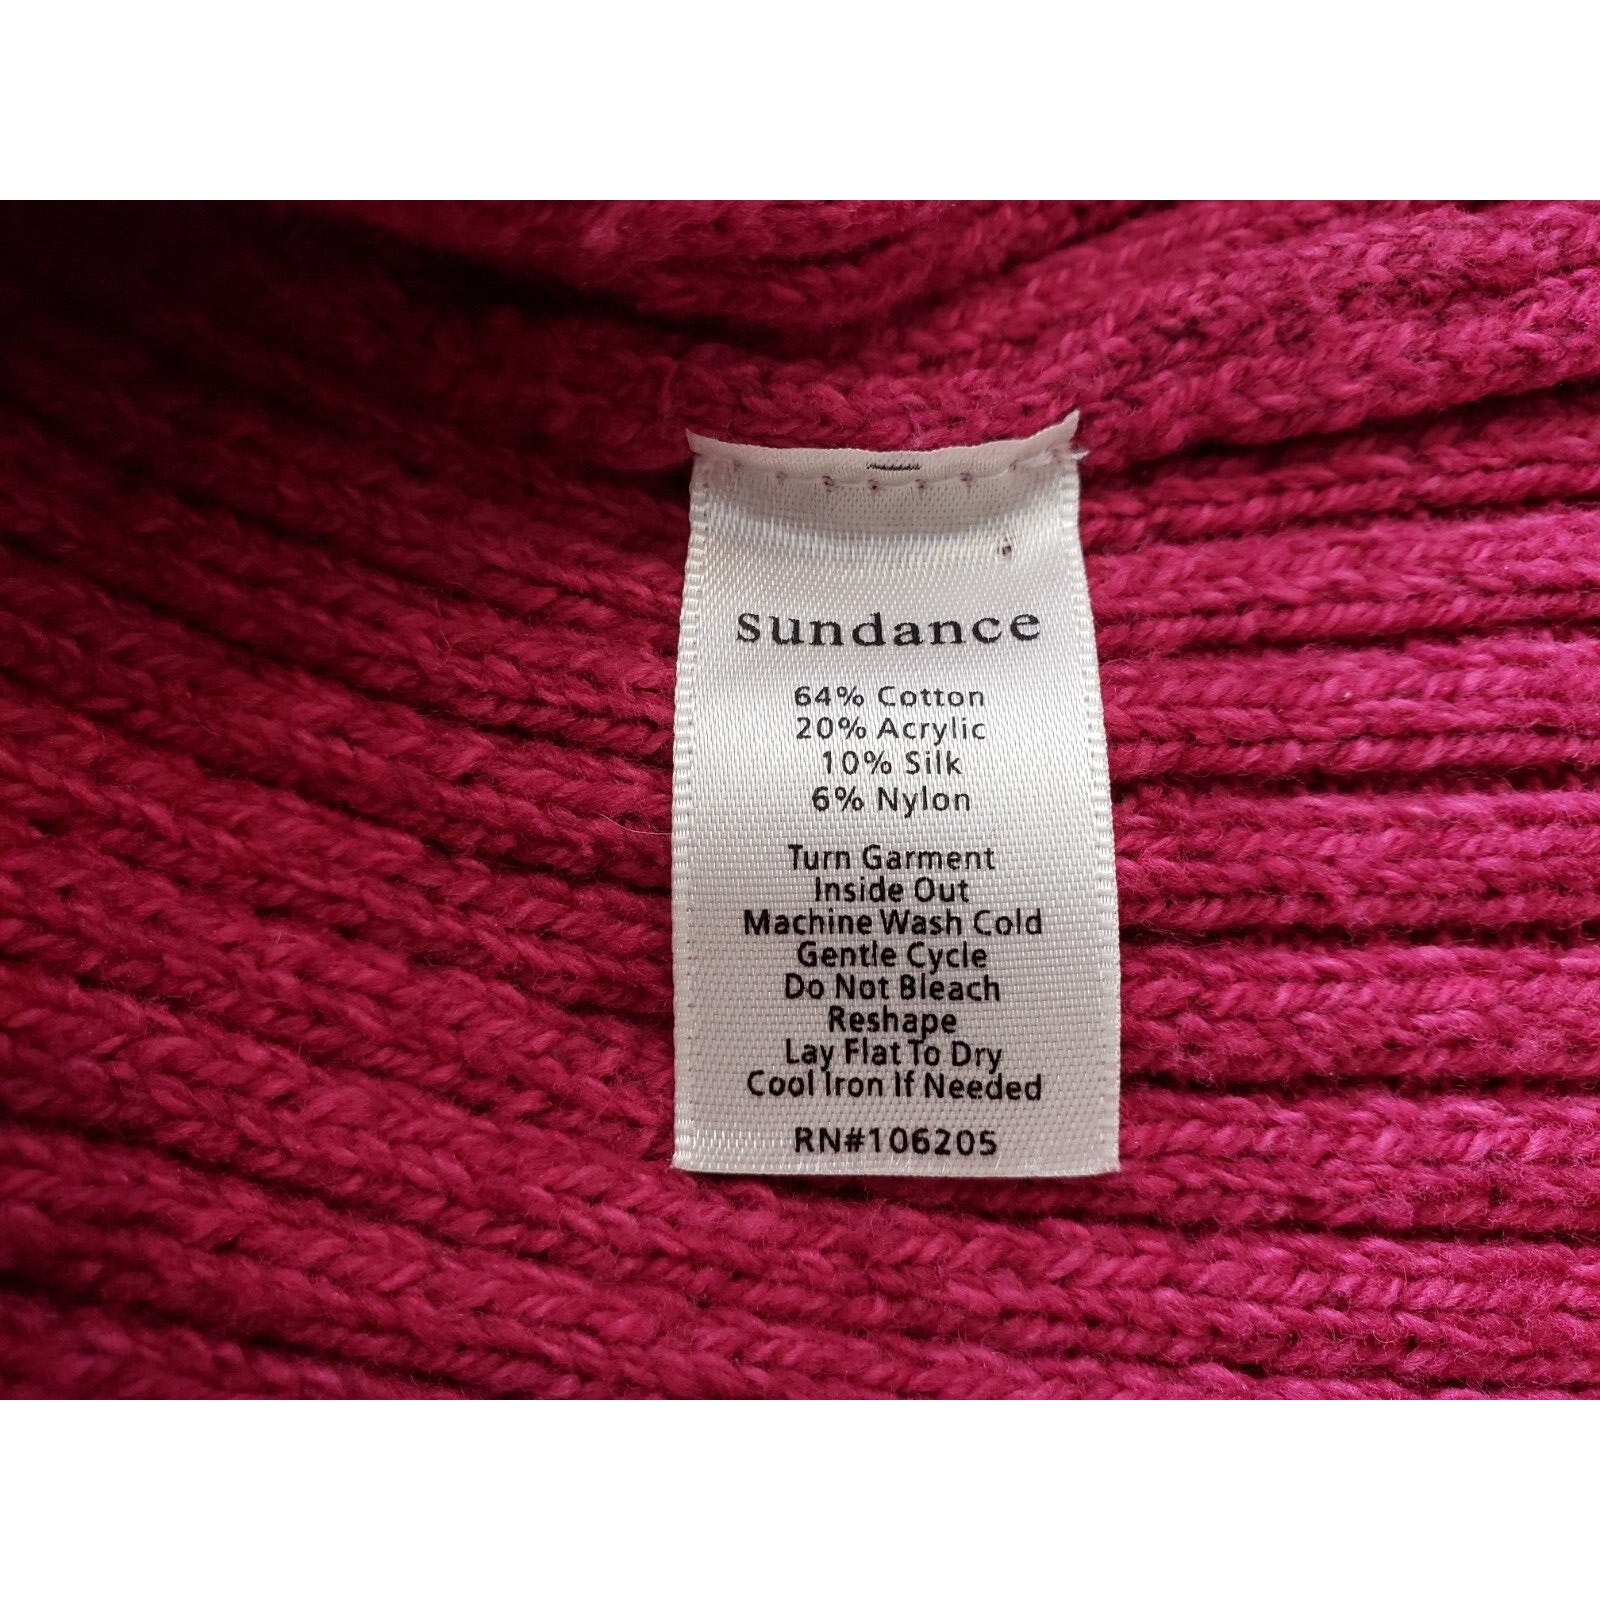 sundance
64% Cotton
20% Acrylic
10% Silk
6% Nylon
Turn Garment
Inside Out
Machine Wash Cold
Gentle Cycle
Do Not Bleach
Reshape
Lay Flat To Dry
Cool Iron If Needed
RN#106205